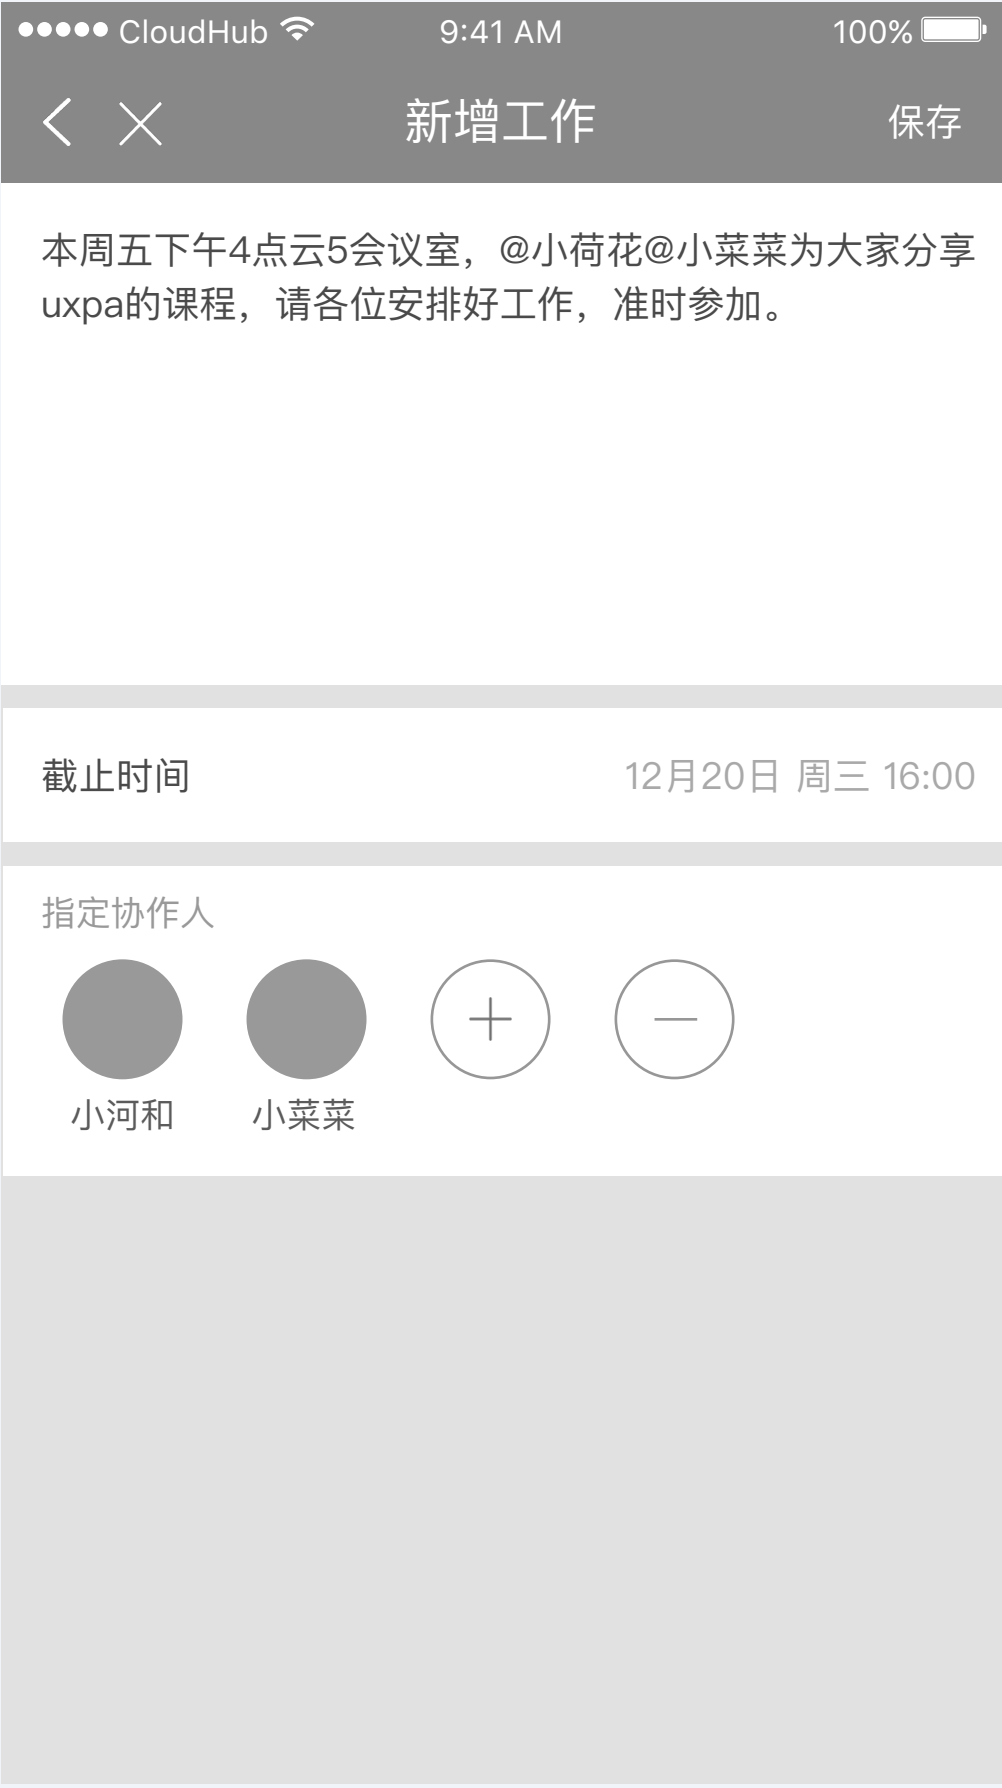 CloudHub 9:41 AM 100%
新增工作 保存
本周五下午4点云5会议室，@小荷花@小菜菜为大家分享
uxpa的课程，请各位安排好工作，准时参加。
截止时间 12月20日 周三 16:00
指定协作人
小河和 小菜菜